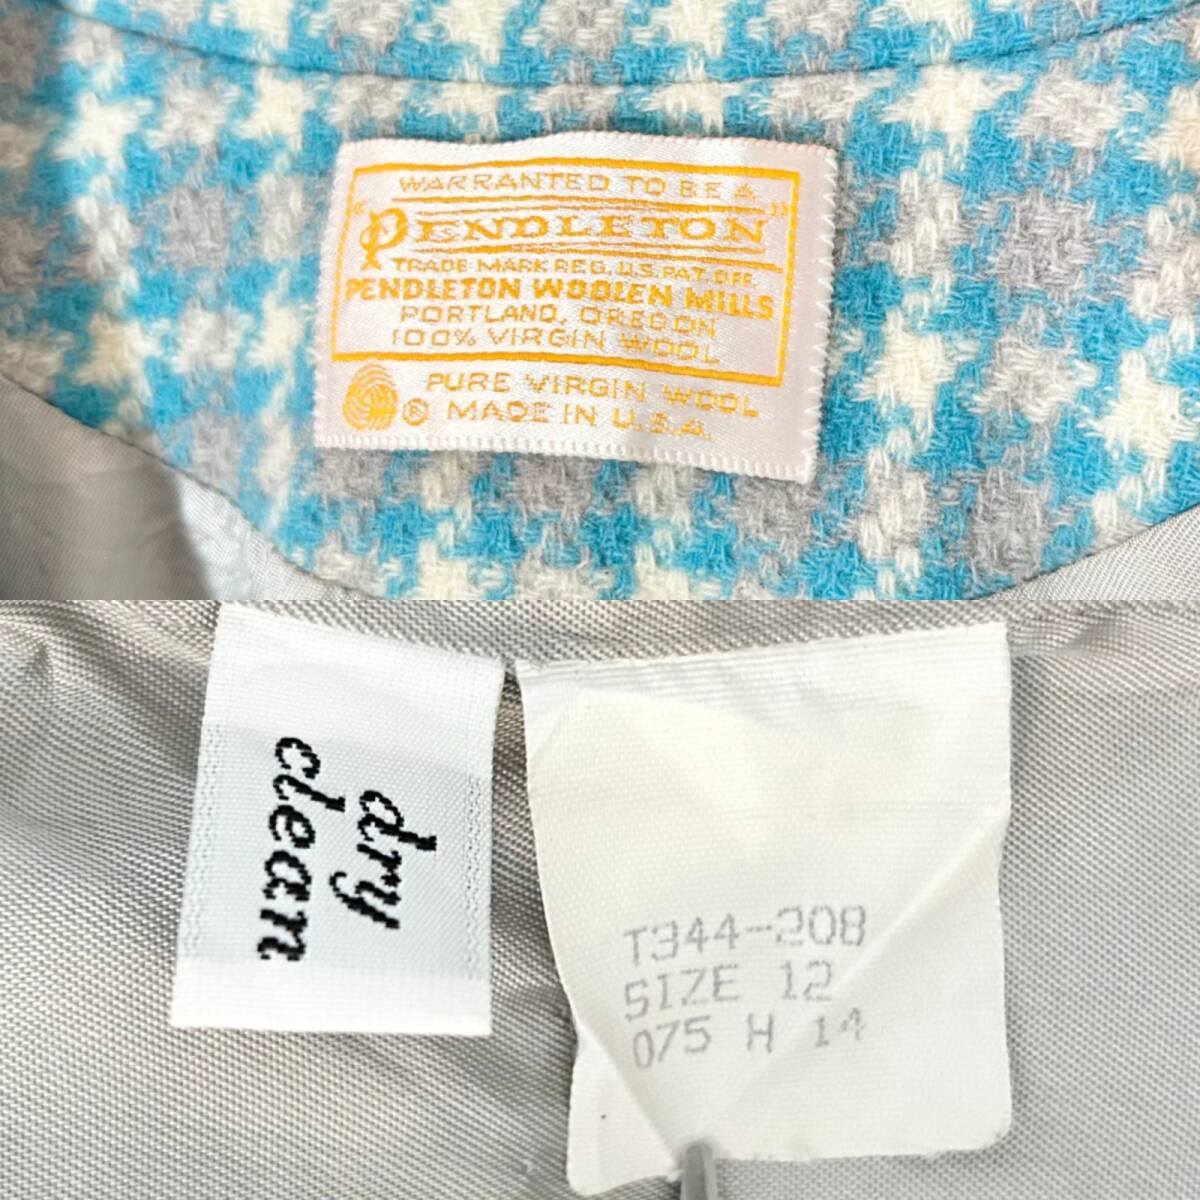 WARRANTED TO BE A
"PENDLETON"
TRADE MARK REG. U.S. PAT. OFF.
PENDLETON WOOLEN MILLS
PORTLAND, OREGON
100% VIRGIN WOOL
PURE VIRGIN WOOL
® MADE IN U.S.A.
dry
clean
T344-208
SIZE 12
075 H 14